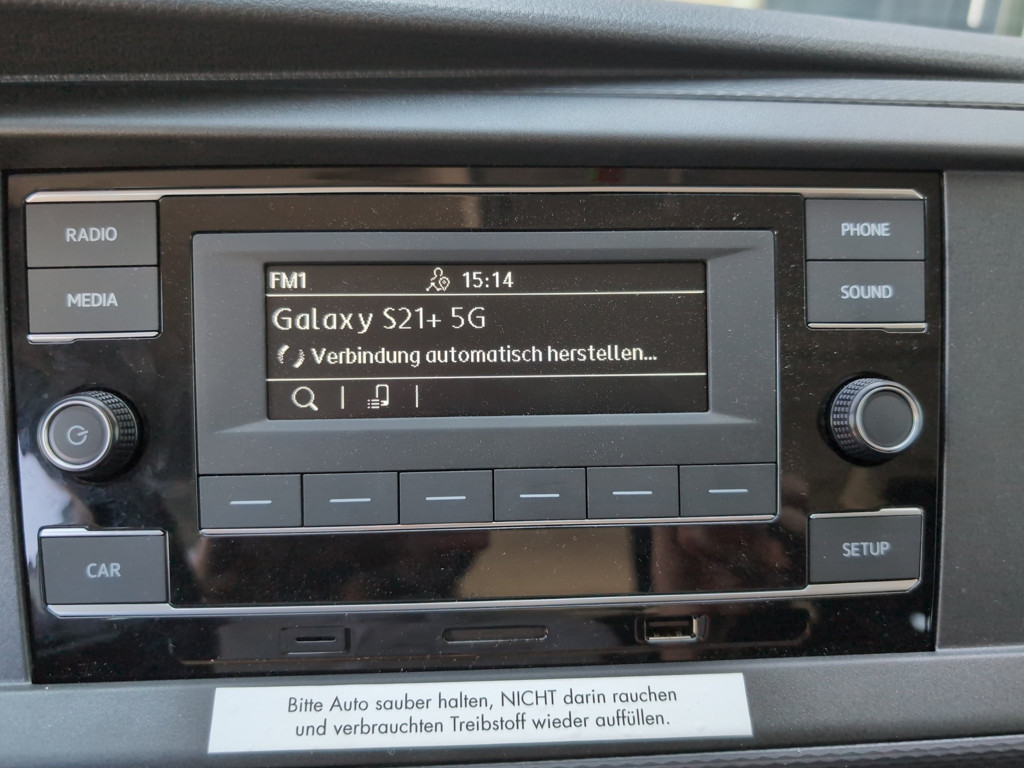 RADIO
MEDIA
PHONE
SOUND
FM1 15:14
Galaxy S21+ 5G
Verbindung automatisch herstellen...
CAR
SETUP
Bitte Auto sauber halten, NICHT darin rauchen
und verbrauchten Treibstoff wieder auffüllen.